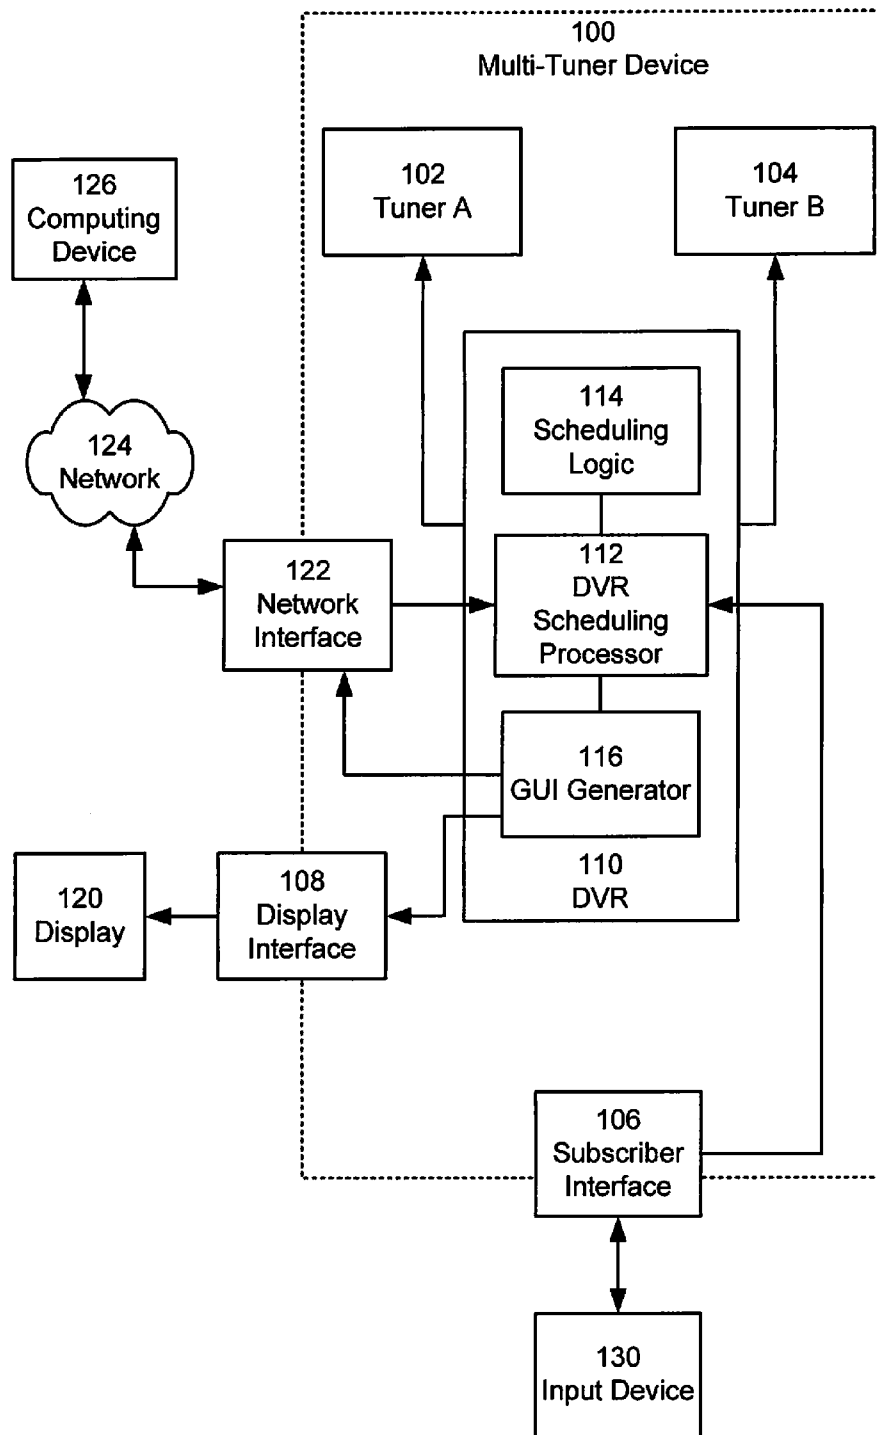 100
Multi-Tuner Device
102
Tuner A
104
Tuner B
126
Computing
Device
114
Scheduling
Logic
124
Network
112
DVR
Scheduling
Processor
122
Network
Interface
116
GUI Generator
110
DVR
108
Display
Interface
120
Display
106
Subscriber
Interface
130
Input Device